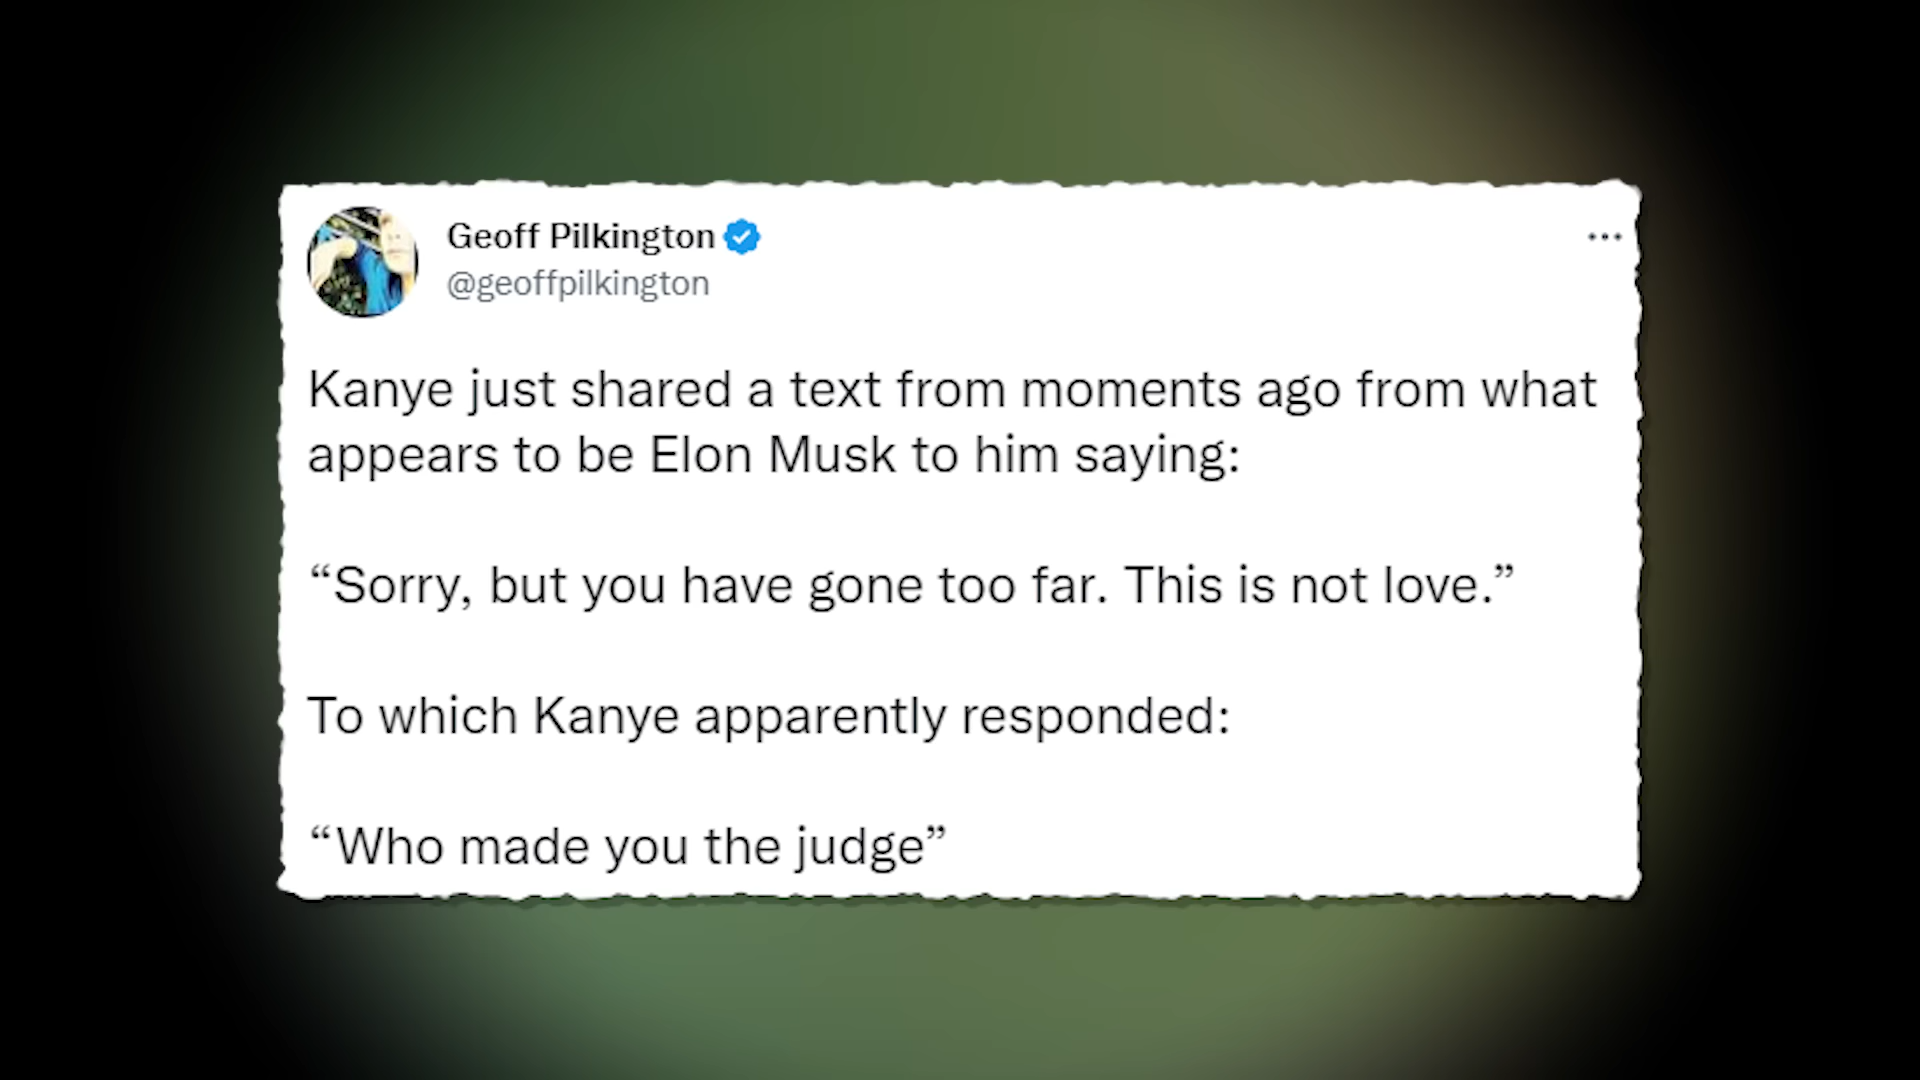 Geoff Pilkington
@geoffpilkington
Kanye just shared a text from moments ago from what
appears to be Elon Musk to him saying:
“Sorry, but you have gone too far. This is not love.”
To which Kanye apparently responded:
“Who made you the judge”